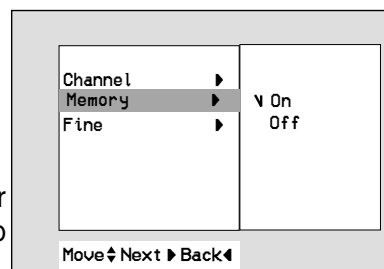 Channel ▶
Memory ▶ √ On
Fine ▶ Off
r
o
Move ▲▼ Next ▶ Back ◀